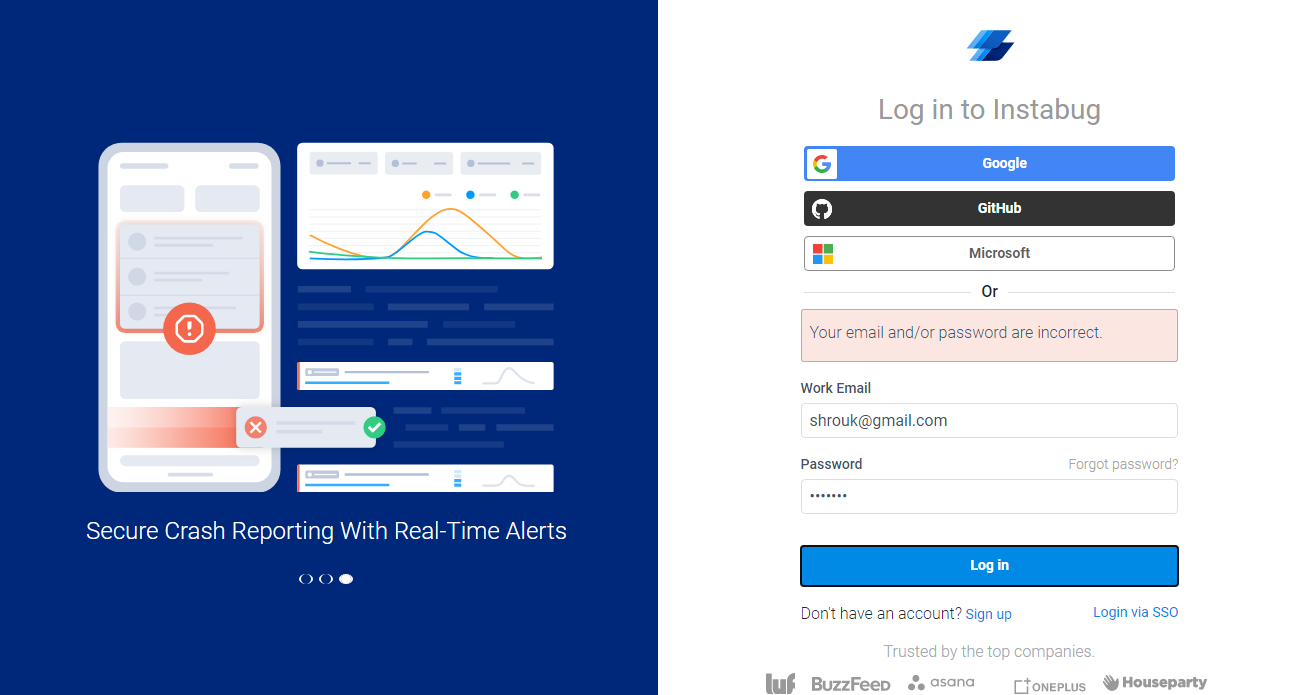 Log in to Instabug
Google
GitHub
Microsoft
Or
Your email and/or password are incorrect.
Work Email
shrouk@gmail.com
Password
Forgot password?
•••••••
Log in
Don't have an account? Sign up
Login via SSO
Trusted by the top companies.
luf BuzzFeed asana ONEPLUS Houseparty
Secure Crash Reporting With Real-Time Alerts